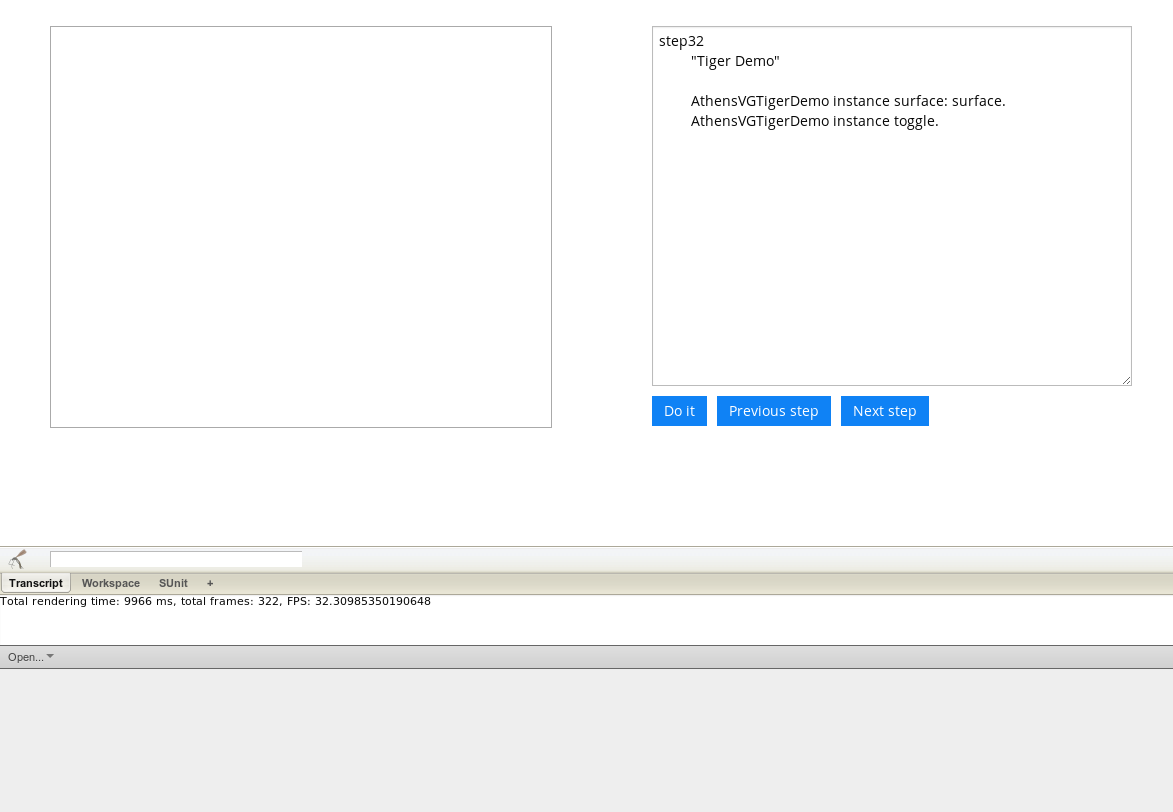 step32
"Tiger Demo"
AthensVGTigerDemo instance surface: surface.
AthensVGTigerDemo instance toggle.
Do it Previous step Next step
Transcript Workspace SUnit +
Total rendering time: 9966 ms, total frames: 322, FPS: 32.30985350190648
Open...